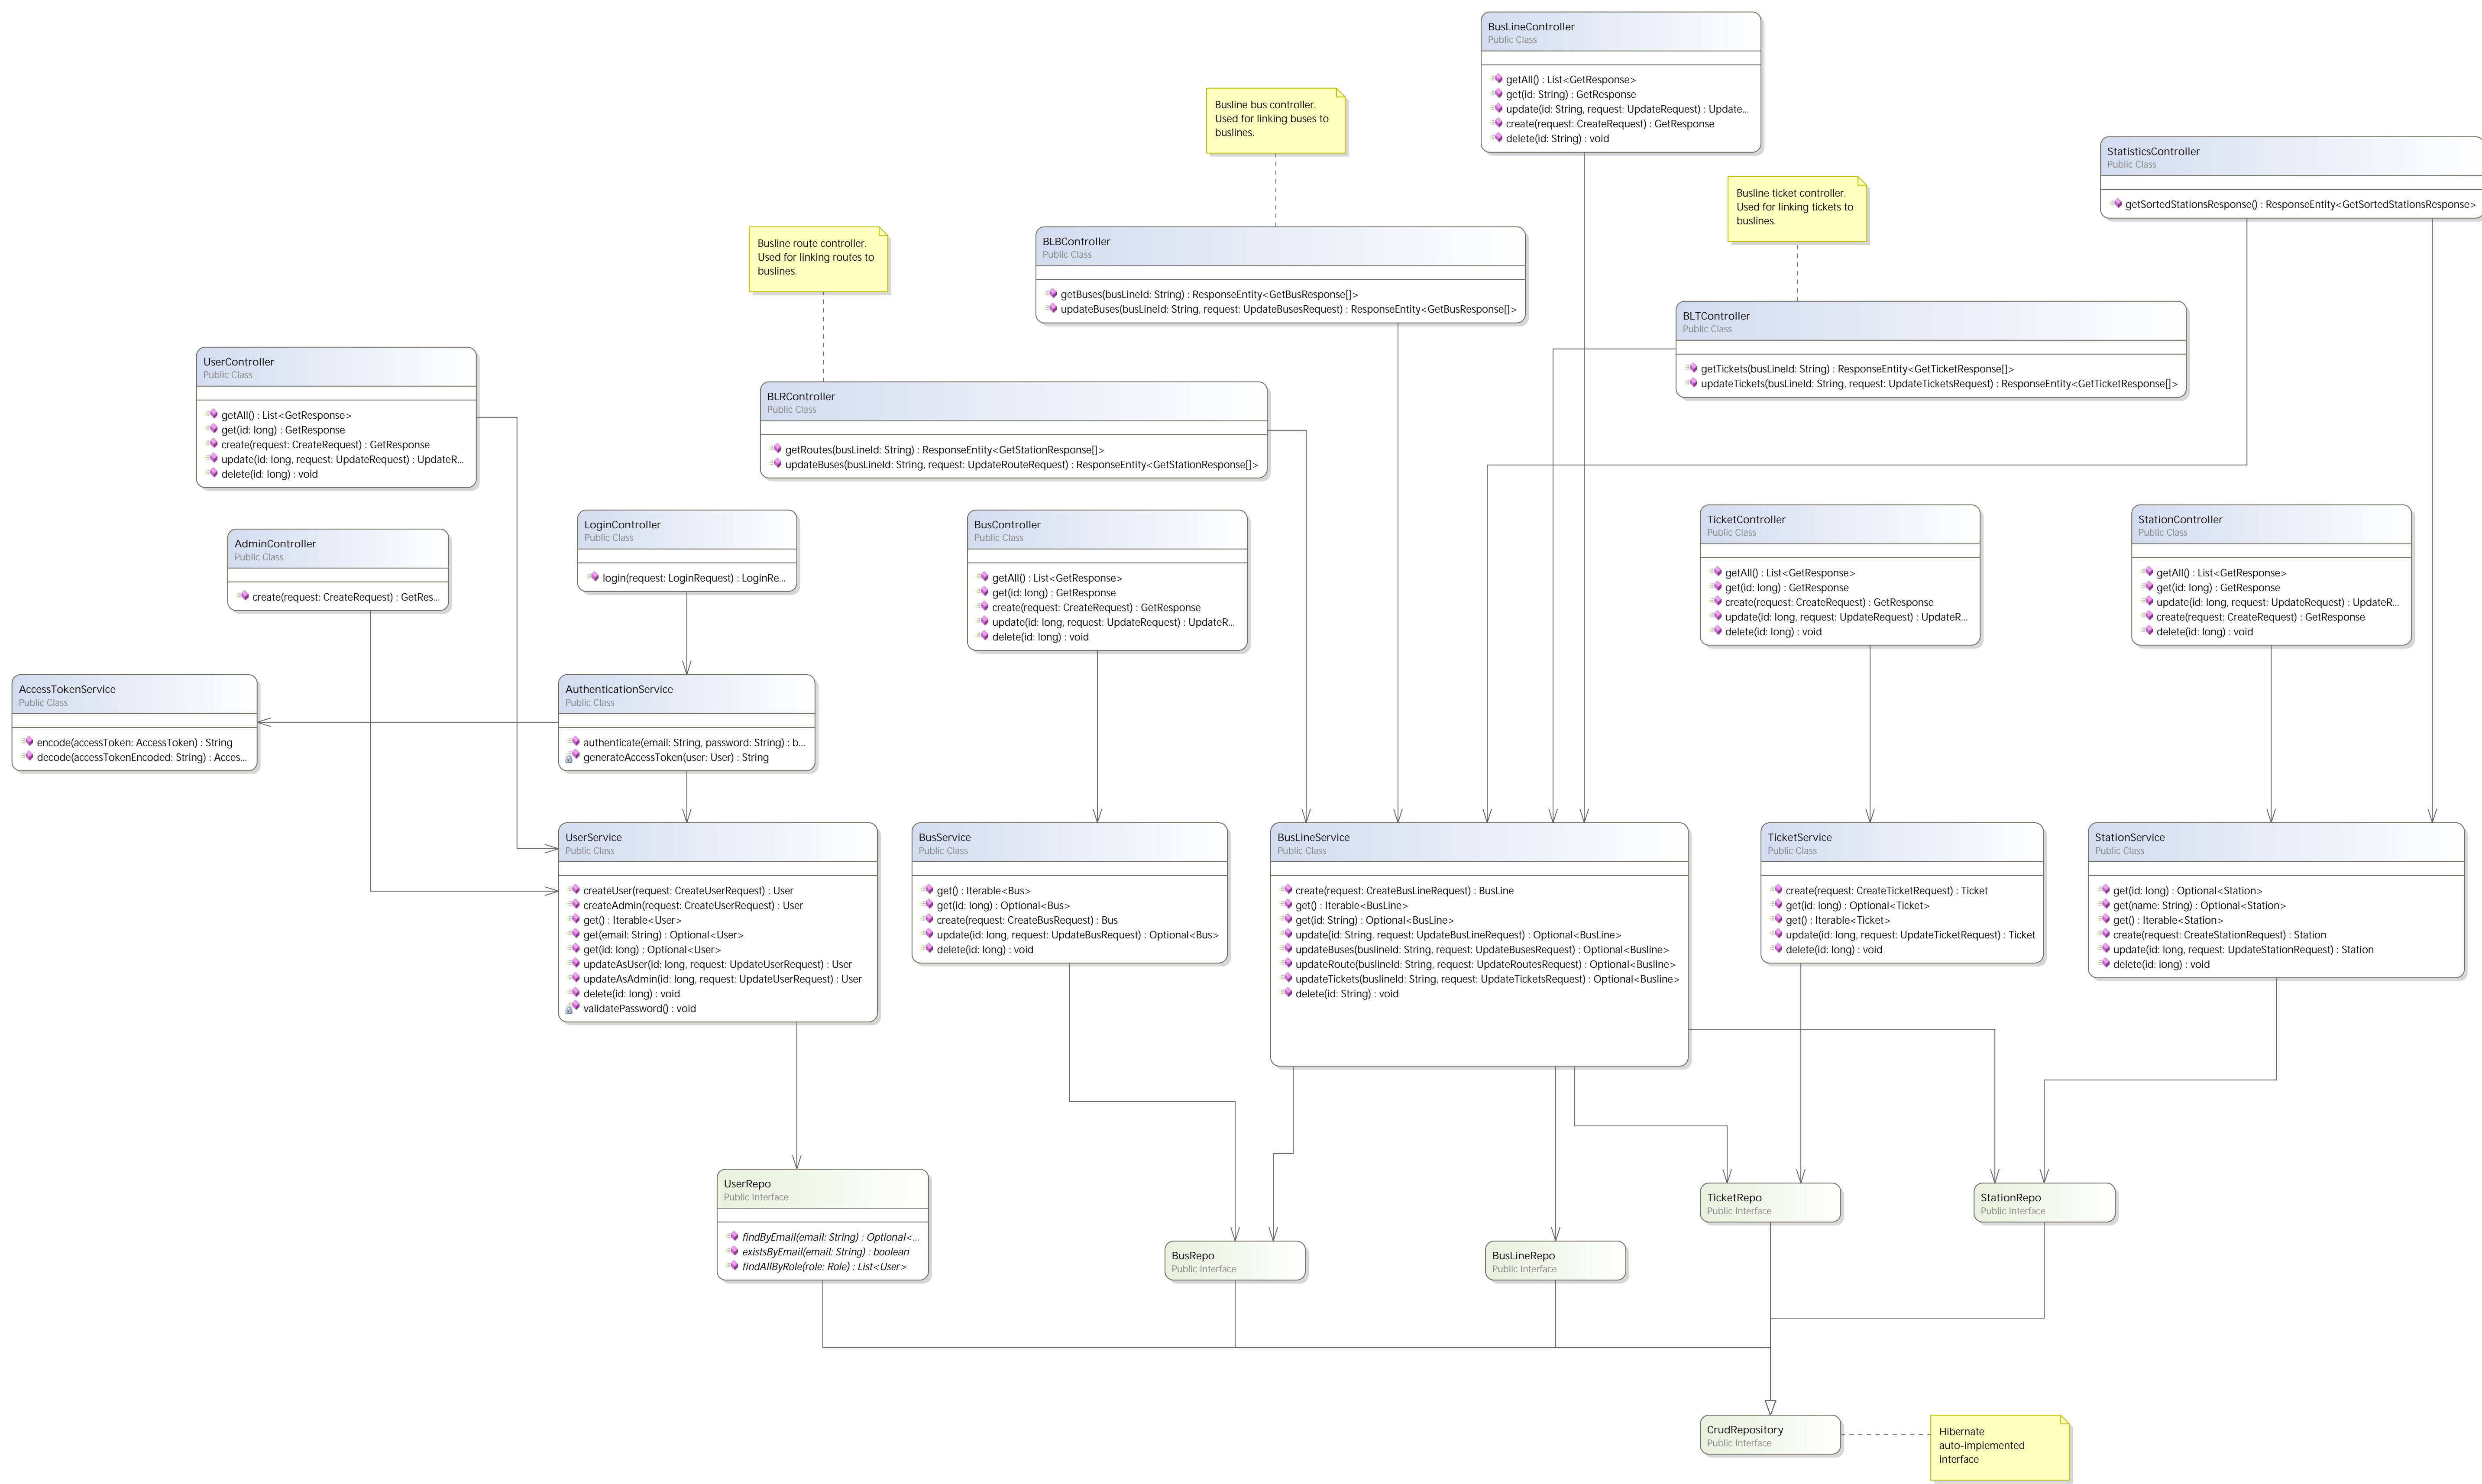 BusLineController
Public Class
getAll() : List<GetResponse>
get(id: String) : GetResponse
update(id: String, request: UpdateRequest) : Update...
create(request: CreateRequest) : GetResponse
delete(id: String) : void
Busline bus controller.
Used for linking buses to
buslines.
StatisticsController
Public Class
getSortedStationsResponse() : ResponseEntity<GetSortedStationsResponse>
Busline ticket controller.
Used for linking tickets to
buslines.
Busline route controller.
Used for linking routes to
buslines.
BLBController
Public Class
getBuses(busLineId: String) : ResponseEntity<GetBusResponse[]>
updateBuses(busLineId: String, request: UpdateBusesRequest) : ResponseEntity<GetBusResponse[]>
BLTController
Public Class
getTickets(busLineId: String) : ResponseEntity<GetTicketResponse[]>
updateTickets(busLineId: String, request: UpdateTicketsRequest) : ResponseEntity<GetTicketResponse[]>
UserController
Public Class
getAll() : List<GetResponse>
get(id: long) : GetResponse
create(request: CreateRequest) : GetResponse
update(id: long, request: UpdateRequest) : UpdateR...
delete(id: long) : void
BLRController
Public Class
getRoutes(busLineId: String) : ResponseEntity<GetStationResponse[]>
updateBuses(busLineId: String, request: UpdateRouteRequest) : ResponseEntity<GetStationResponse[]>
AdminController
Public Class
create(request: CreateRequest) : GetRes...
LoginController
Public Class
login(request: LoginRequest) : LoginRe...
BusController
Public Class
getAll() : List<GetResponse>
get(id: long) : GetResponse
create(request: CreateRequest) : GetResponse
update(id: long, request: UpdateRequest) : UpdateR...
delete(id: long) : void
TicketController
Public Class
getAll() : List<GetResponse>
get(id: long) : GetResponse
create(request: CreateRequest) : GetResponse
update(id: long, request: UpdateRequest) : UpdateR...
delete(id: long) : void
StationController
Public Class
getAll() : List<GetResponse>
get(id: long) : GetResponse
update(id: long, request: UpdateRequest) : UpdateR...
create(request: CreateRequest) : GetResponse
delete(id: long) : void
AccessTokenService
Public Class
encode(accessToken: AccessToken) : String
decode(accessTokenEncoded: String) : Acces...
AuthenticationService
Public Class
authenticate(email: String, password: String) : b...
generateAccessToken(user: User) : String
UserService
Public Class
createUser(request: CreateUserRequest) : User
createAdmin(request: CreateUserRequest) : User
get() : Iterable<User>
get(email: String) : Optional<User>
get(id: long) : Optional<User>
updateAsUser(id: long, request: UpdateUserRequest) : User
updateAsAdmin(id: long, request: UpdateUserRequest) : User
delete(id: long) : void
validatePassword() : void
BusService
Public Class
get() : Iterable<Bus>
get(id: long) : Optional<Bus>
create(request: CreateBusRequest) : Bus
update(id: long, request: UpdateBusRequest) : Optional<Bus>
delete(id: long) : void
BusLineService
Public Class
create(request: CreateBusLineRequest) : BusLine
get() : Iterable<BusLine>
get(id: String) : Optional<BusLine>
update(id: String, request: UpdateBusLineRequest) : Optional<BusLine>
updateBuses(buslineId: String, request: UpdateBusesRequest) : Optional<Busline>
updateRoute(buslineId: String, request: UpdateRoutesRequest) : Optional<Busline>
updateTickets(buslineId: String, request: UpdateTicketsRequest) : Optional<Busline>
delete(id: String) : void
TicketService
Public Class
create(request: CreateTicketRequest) : Ticket
get(id: long) : Optional<Ticket>
get() : Iterable<Ticket>
update(id: long, request: UpdateTicketRequest) : Ticket
delete(id: long) : void
StationService
Public Class
get(id: long) : Optional<Station>
get(name: String) : Optional<Station>
get() : Iterable<Station>
create(request: CreateStationRequest) : Station
update(id: long, request: UpdateStationRequest) : Station
delete(id: long) : void
UserRepo
Public Interface
findByEmail(email: String) : Optional<...
existsByEmail(email: String) : boolean
findAllByRole(role: Role) : List<User>
BusRepo
Public Interface
BusLineRepo
Public Interface
TicketRepo
Public Interface
StationRepo
Public Interface
CrudRepository
Public Interface
Hibernate
auto-implemented
interface